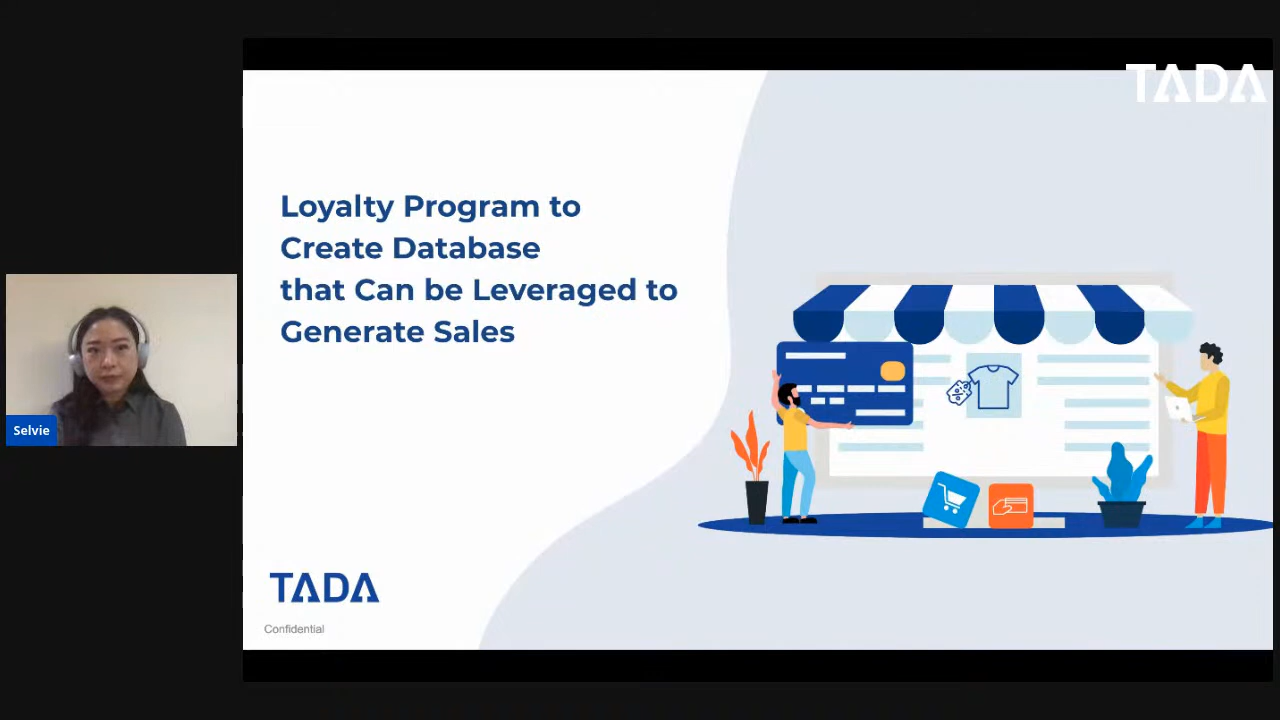 TADA
Loyalty Program to
Create Database
that Can be Leveraged to
Generate Sales
Selvie
TADA
Confidential